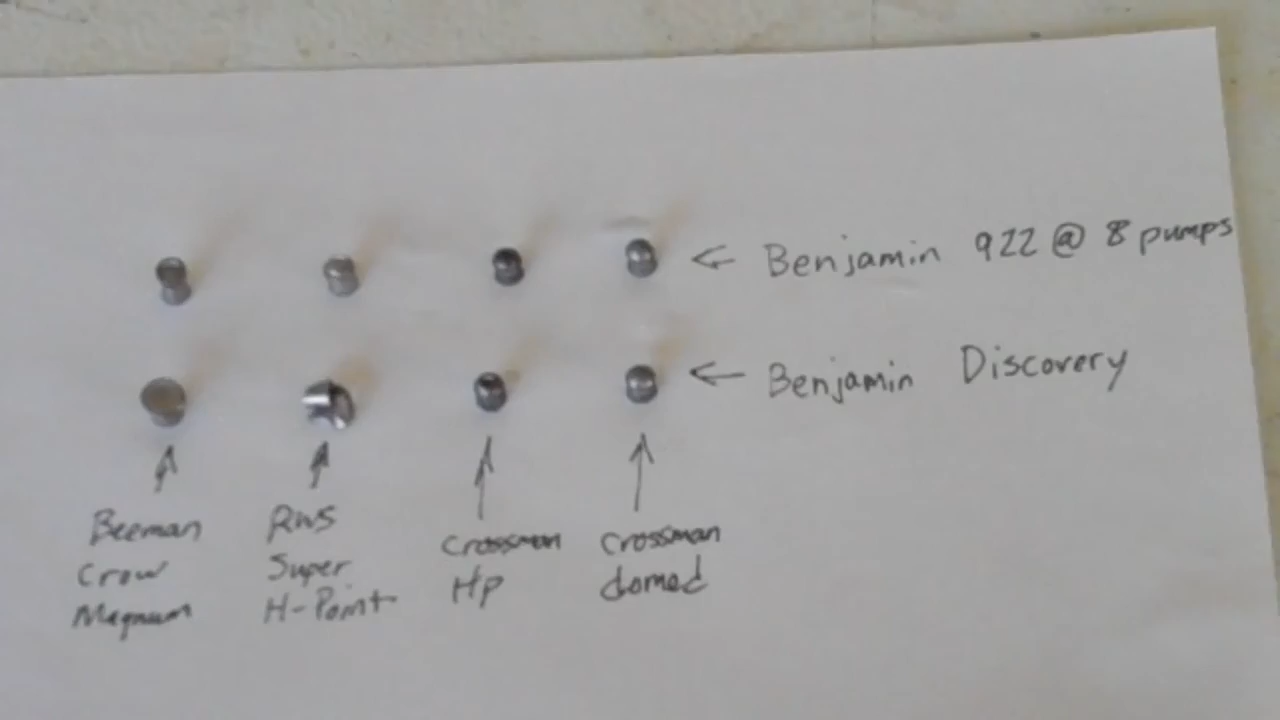 Benjamin 922 @ 8 pumps
Benjamin Discovery
Beeman
Crow
Magnum
RWS
Super
H-Point
Crossman
HP
Crossman
domed